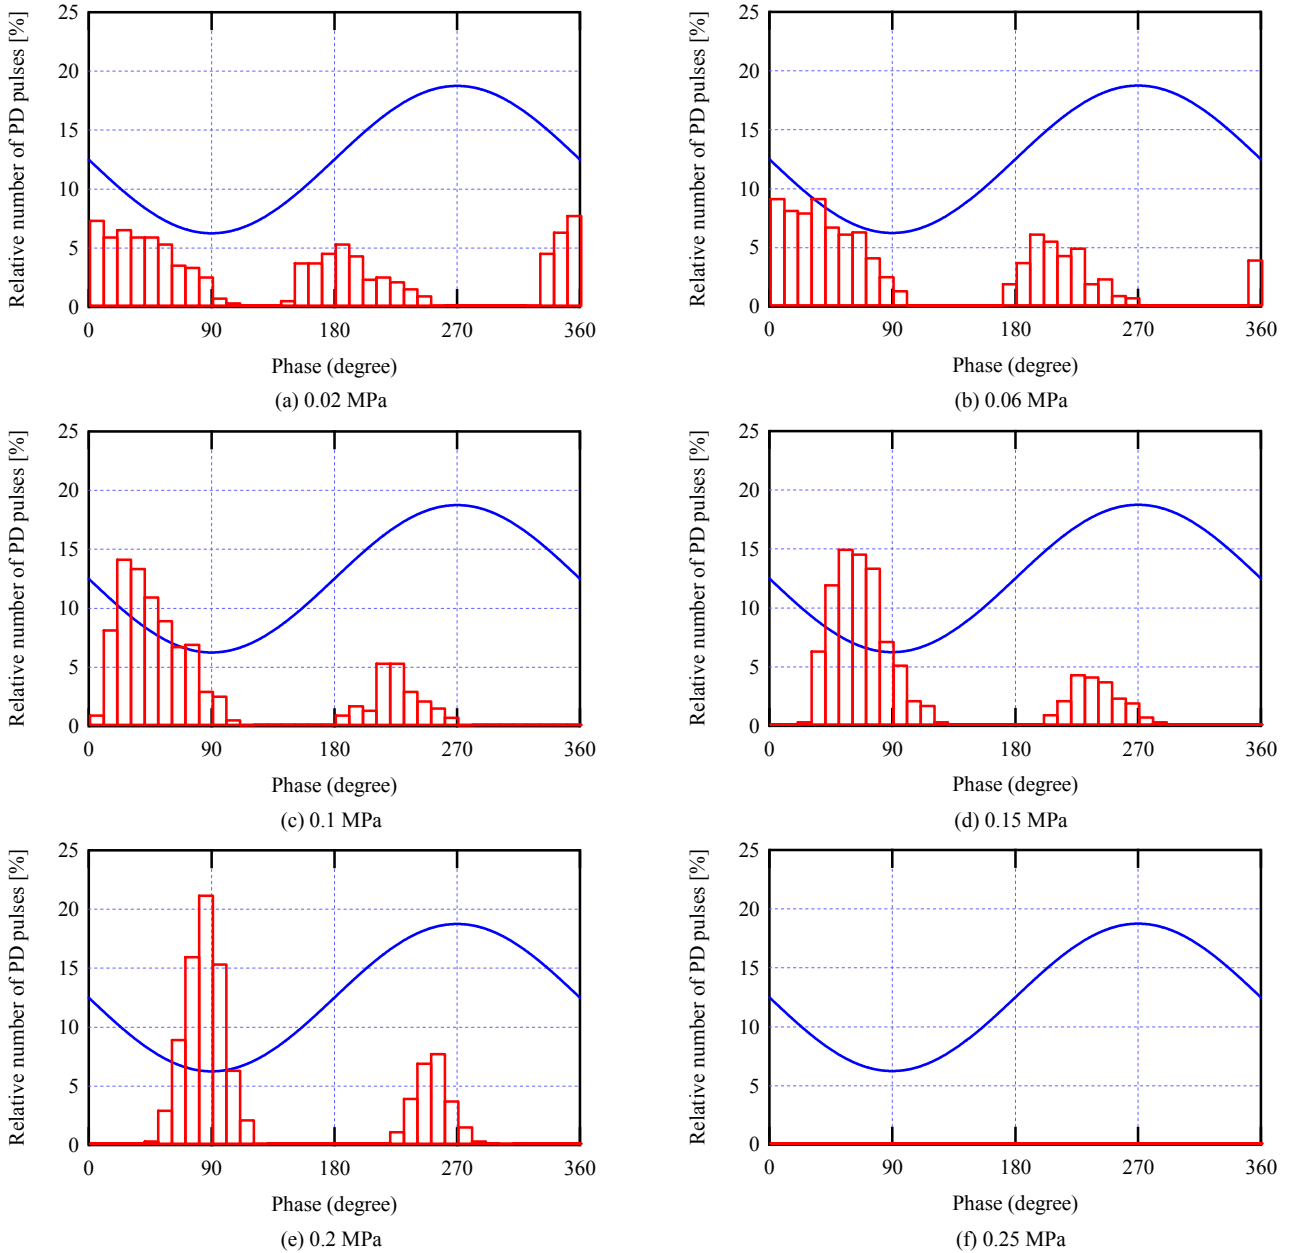 Relative number of PD pulses [%]
25
20
15
10
5
0
0 90 180 270 360
Phase (degree)
(a) 0.02 MPa
Relative number of PD pulses [%]
25
20
15
10
5
0
0 90 180 270 360
Phase (degree)
(b) 0.06 MPa
Relative number of PD pulses [%]
25
20
15
10
5
0
0 90 180 270 360
Phase (degree)
(c) 0.1 MPa
Relative number of PD pulses [%]
25
20
15
10
5
0
0 90 180 270 360
Phase (degree)
(d) 0.15 MPa
Relative number of PD pulses [%]
25
20
15
10
5
0
0 90 180 270 360
Phase (degree)
(e) 0.2 MPa
Relative number of PD pulses [%]
25
20
15
10
5
0
0 90 180 270 360
Phase (degree)
(f) 0.25 MPa